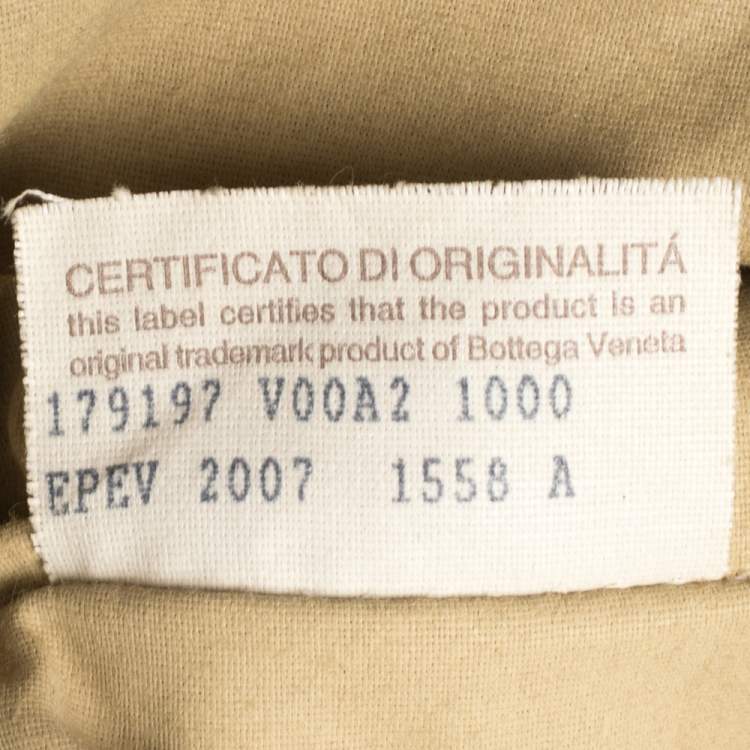 CERTIFICATO DI ORIGINALITÁ
this label certifies that the product is an
original trademark product of Bottega Veneta
179197 V00A2 1000
EPEV 2007 1558 A